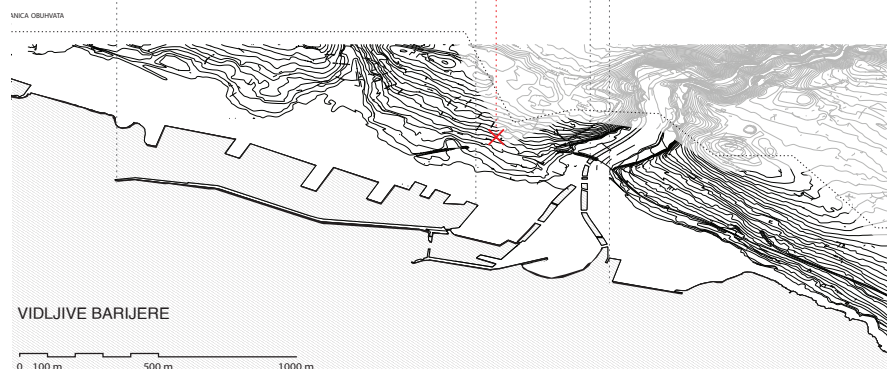 ANICA OBUHVATA
VIDLJIVE BARIJERE
0 100 m 500 m 1000 m